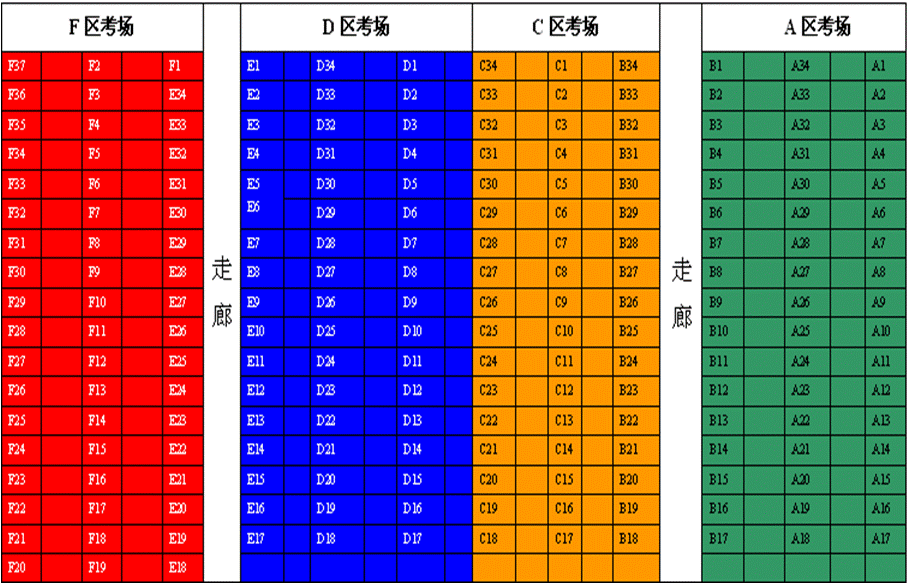 F 区考场 D 区考场 C 区考场 A 区考场
F37 F2 F1 E1 D34 D1 C34 C1 B34 B1 A34 A1
F36 F3 E34 E2 D33 D2 C33 C2 B33 B2 A33 A2
F35 F4 E33 E3 D32 D3 C32 C3 B32 B3 A32 A3
F34 F5 E32 E4 D31 D4 C31 C4 B31 B4 A31 A4
F33 F6 E31 E5 D30 D5 C30 C5 B30 B5 A30 A5
F32 F7 E30 E6 D29 D6 C29 C6 B29 B6 A29 A6
F31 F8 E29 E7 D28 D7 C28 C7 B28 B7 A28 A7
F30 F9 E28 走 E8 D27 D8 C27 C8 B27 走 B8 A27 A8
F29 F10 E27 廊 E9 D26 D9 C26 C9 B26 廊 B9 A26 A9
F28 F11 E26 E10 D25 D10 C25 C10 B25 B10 A25 A10
F27 F12 E25 E11 D24 D11 C24 C11 B24 B11 A24 A11
F26 F13 E24 E12 D23 D12 C23 C12 B23 B12 A23 A12
F25 F14 E23 E13 D22 D13 C22 C13 B22 B13 A22 A13
F24 F15 E22 E14 D21 D14 C21 C14 B21 B14 A21 A14
F23 F16 E21 E15 D20 D15 C20 C15 B20 B15 A20 A15
F22 F17 E20 E16 D19 D16 C19 C16 B19 B16 A19 A16
F21 F18 E19 E17 D18 D17 C18 C17 B18 B17 A18 A17
F20 F19 E18